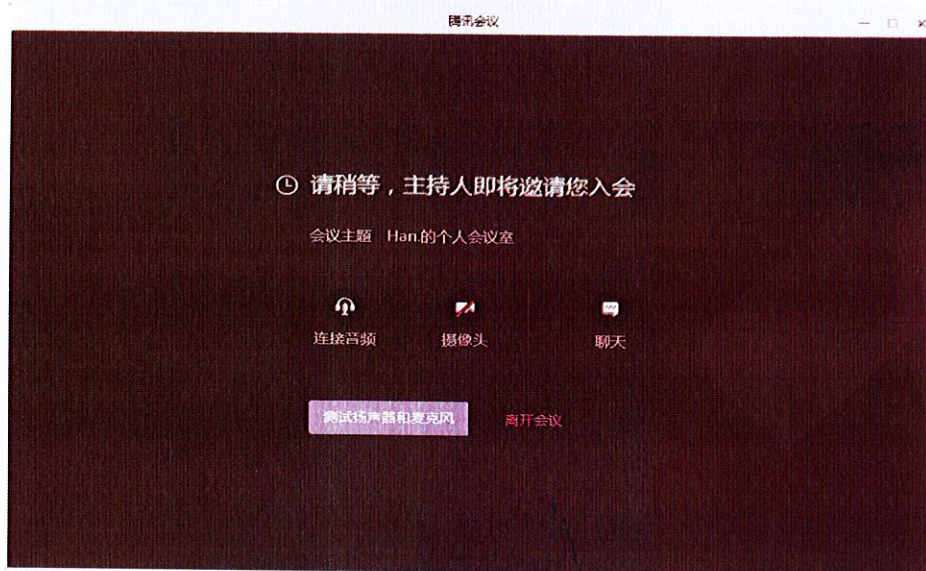 腾讯会议
请稍等，主持人即将邀请您入会
会议主题 Han.的个人会议室
连接音频 摄像头 聊天
测试扬声器和麦克风 离开会议